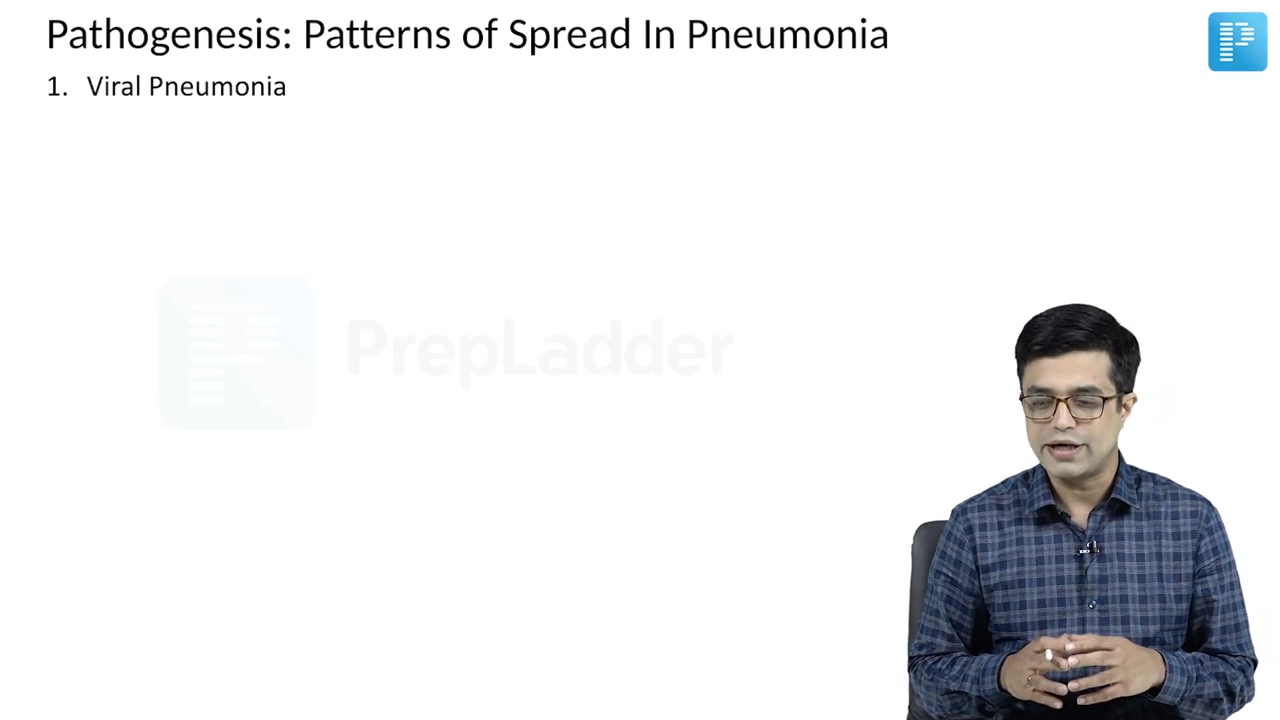 Pathogenesis: Patterns of Spread In Pneumonia
1. Viral Pneumonia
PrepLadder